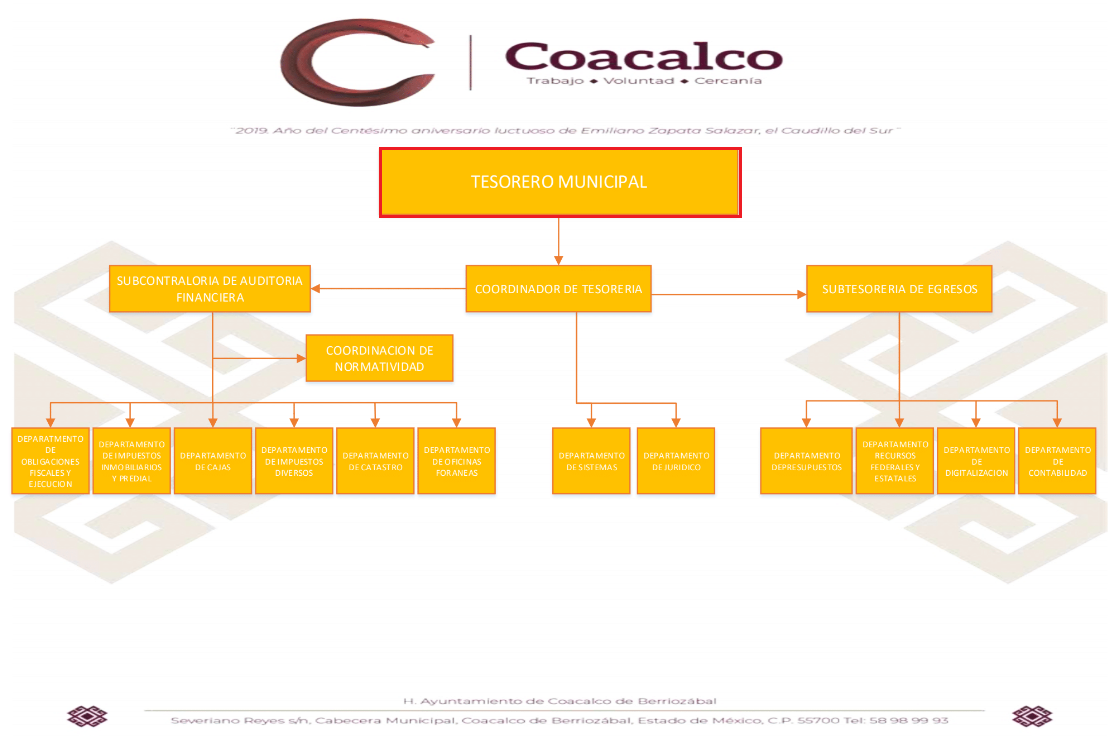 Coacalco
Trabajo ◆ Voluntad ◆ Cercanía
¨2019. Año del Centésimo aniversario luctuoso de Emiliano Zapata Salazar, el Caudillo del Sur¨
TESORERO MUNICIPAL
SUBCONTRALORIA DE AUDITORIA
FINANCIERA
COORDINADOR DE TESORERIA
SUBTESORERIA DE EGRESOS
COORDINACION DE
NORMATIVIDAD
DEPARATMENTO
DE
OBLIGACIONES
FISCALES Y
EJECUCION
DEPARTAMENTO
DE IMPUESTOS
INMOBILIARIOS
Y PREDIAL
DEPARTAMENTO
DE CAJAS
DEPARTAMENTO
DE IMPUESTOS
DIVERSOS
DEPARTAMENTO
DE CATASTRO
DEPARTAMENTO
DE OFICINAS
FORANEAS
DEPARTAMENTO
DE SISTEMAS
DEPARTAMENTO
DE JURIDICO
DEPARTAMENTO
DEPRESUPUESTOS
DEPARTAMENTO
RECURSOS
FEDERALES Y
ESTATALES
DEPARTAMENTO
DE
DIGITALIZACION
DEPARTAMENTO
DE
CONTABILIDAD
H. Ayuntamiento de Coacalco de Berriozábal
Severiano Reyes s/n, Cabecera Municipal, Coacalco de Berriozábal, Estado de México, C.P. 55700 Tel: 58 98 99 93